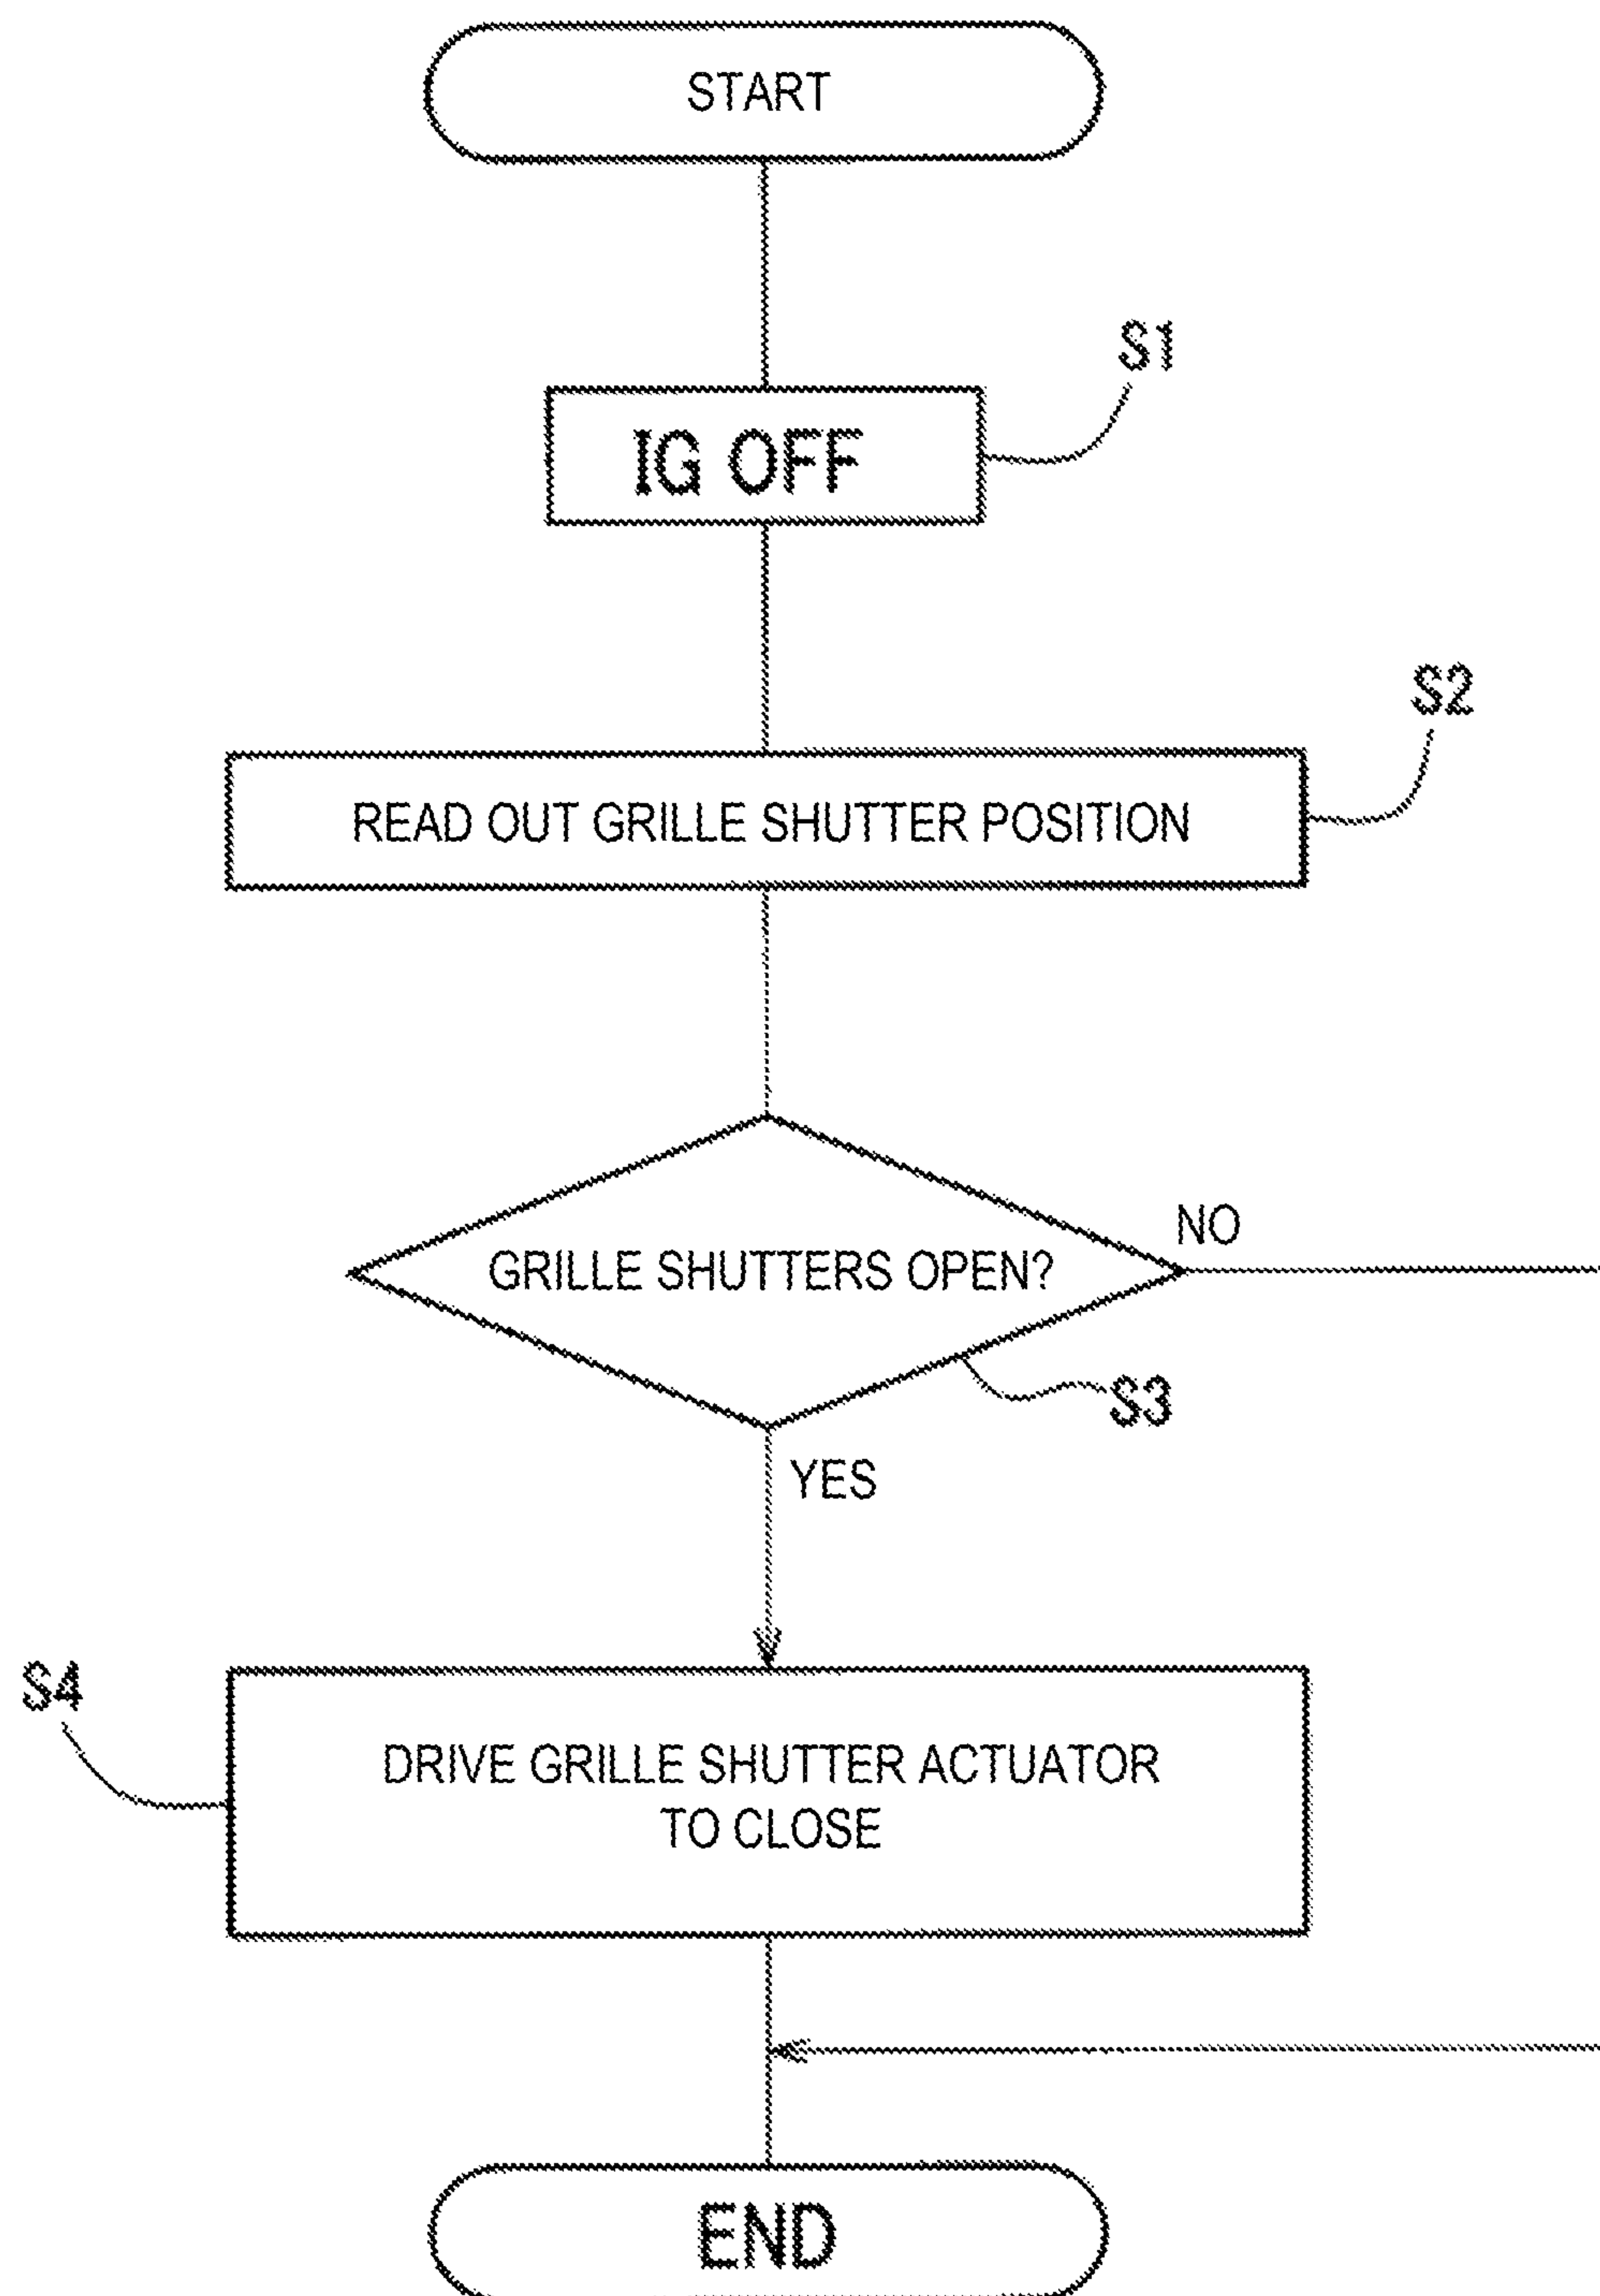 START
S1
IG OFF
S2
READ OUT GRILLE SHUTTER POSITION
NO
GRILLE SHUTTERS OPEN?
S3
YES
S4
DRIVE GRILLE SHUTTER ACTUATOR
TO CLOSE
END